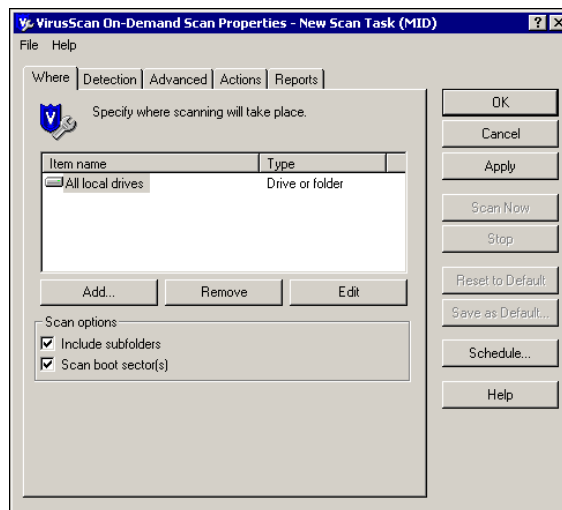 VirusScan On-Demand Scan Properties - New Scan Task (MID)
File Help
Where Detection Advanced Actions Reports
Specify where scanning will take place.
Item name Type
All local drives Drive or folder
Add... Remove Edit
Scan options
Include subfolders
Scan boot sector(s)
OK
Cancel
Apply
Scan Now
Stop
Reset to Default
Save as Default...
Schedule...
Help